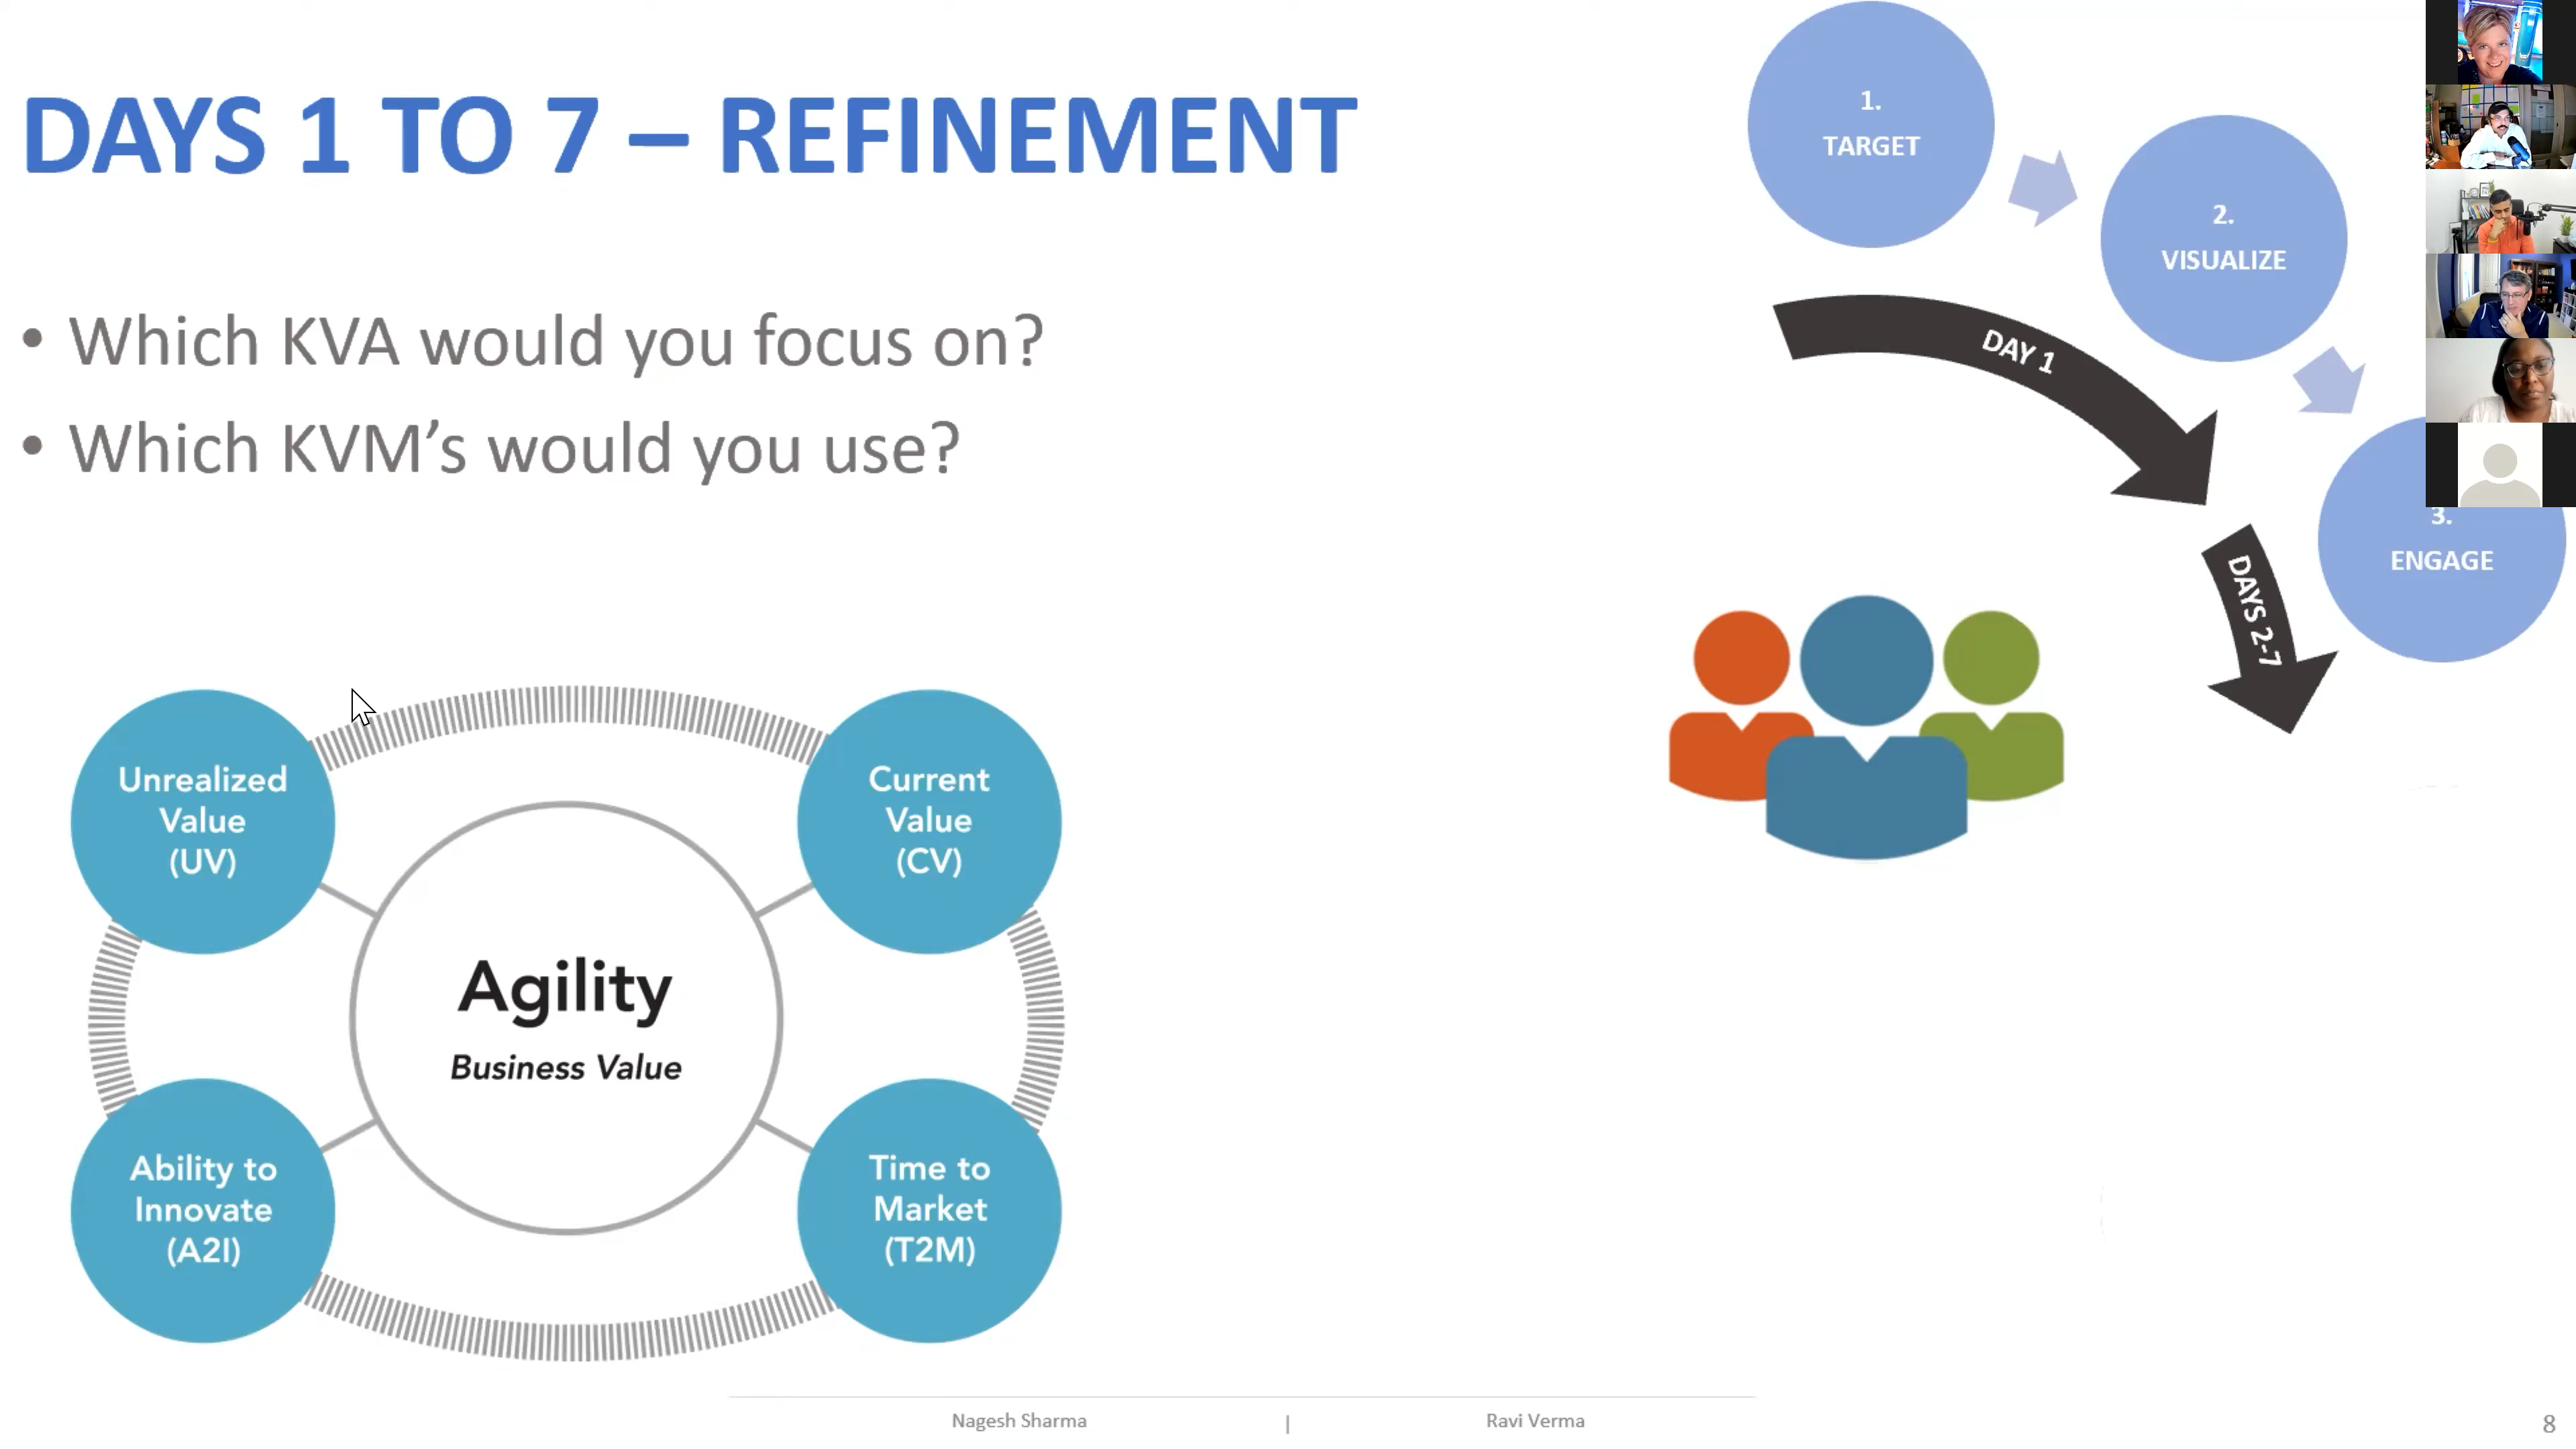 DAYS 1 TO 7 – REFINEMENT
• Which KVA would you focus on?
• Which KVM’s would you use?
1.
TARGET
2.
VISUALIZE
3.
ENGAGE
DAY 1
DAYS 2-7
Unrealized
Value
(UV)
Current
Value
(CV)
Agility
Business Value
Ability to
Innovate
(A2I)
Time to
Market
(T2M)
Nagesh Sharma | Ravi Verma
8